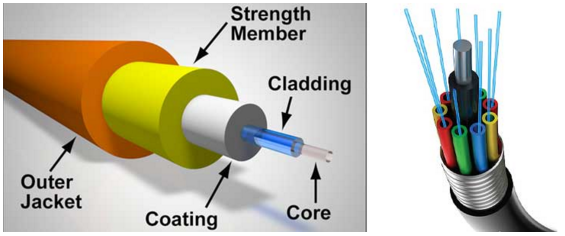 Strength
Member
Cladding
Outer
Jacket
Coating
Core